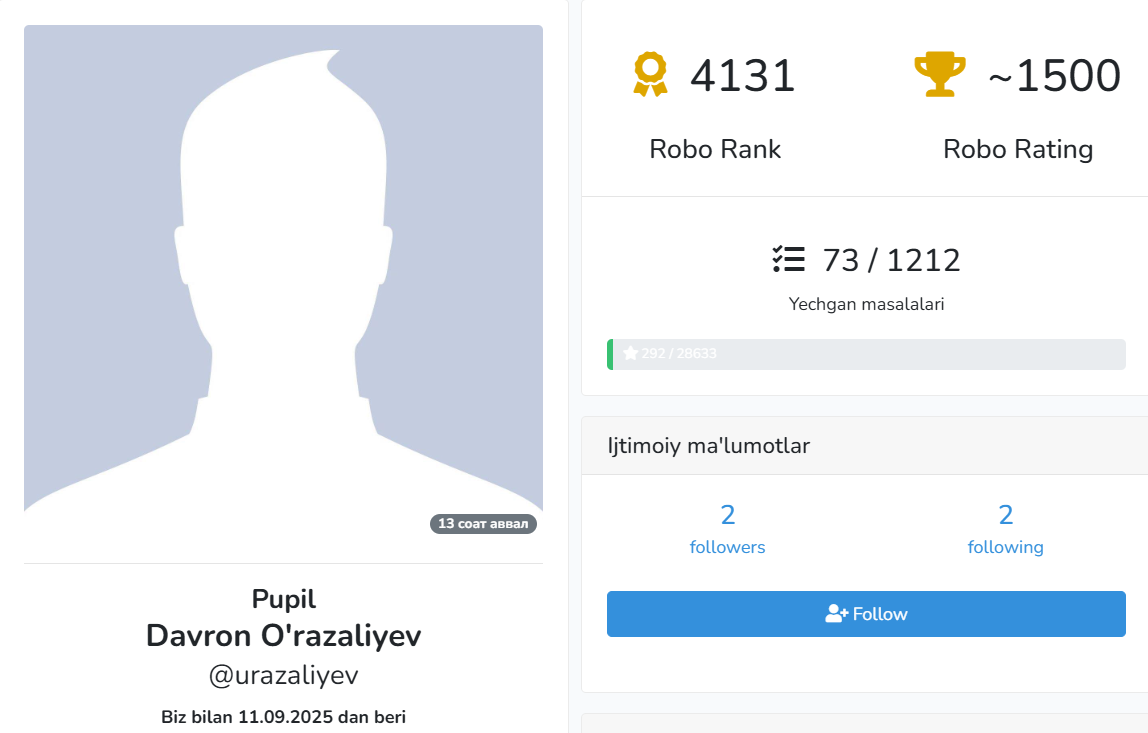 13 соат аввал
Pupil
Davron O'razaliyev
@urazaliyev
Biz bilan 11.09.2025 dan beri
4131
Robo Rank
~1500
Robo Rating
73 / 1212
Yechgan masalalari
292 / 28633
Ijtimoiy ma'lumotlar
2
followers
2
following
Follow